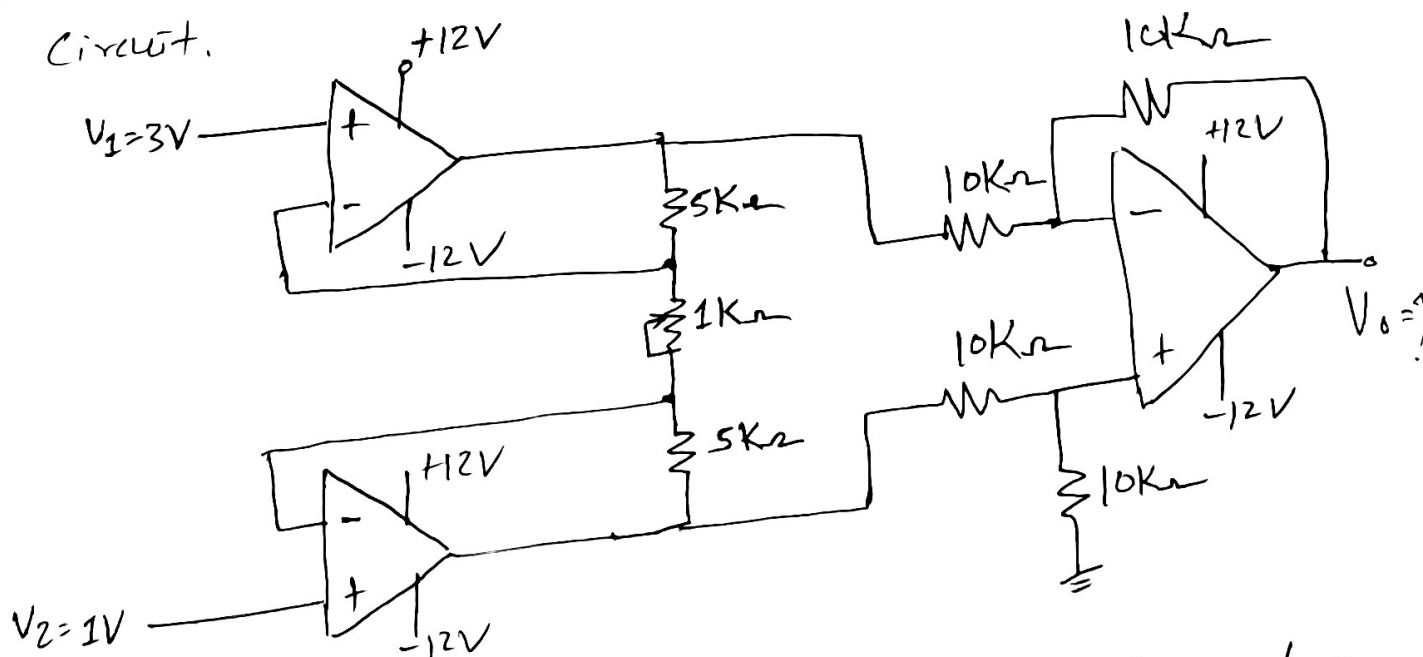 Circuit.
+12V
10KΩ
V1=3V
+
-
-12V
5KΩ
10KΩ
+12V
-
1KΩ
V0=?
10KΩ
+
-12V
+12V
5KΩ
10KΩ
-
+
V2=1V
-12V